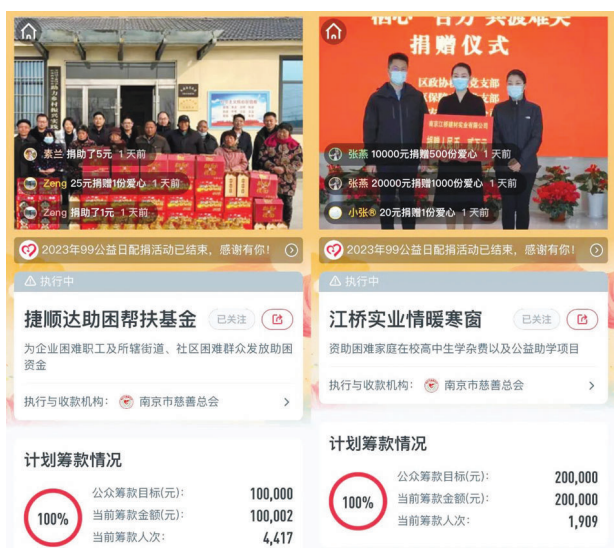 素兰 捐助了5元 1天前
Zeng 25元捐赠1份爱心 1天前
Zeng 捐助了1元 1天前
2023年99公益日配捐活动已结束，感谢有你！
执行中
捷顺达助困帮扶基金
已关注
为企业困难职工及所辖街道、社区困难群众发放助困
资金
执行与收款机构：
南京市慈善总会
计划筹款情况
100%
公众筹款目标(元)：
100,000
当前筹款金额(元)：
100,002
当前筹款人次：
4,417
捐赠仪式
区政协
党支部
张燕 10000元捐赠500份爱心 1天前
张燕 20000元捐赠1000份爱心 1天前
小张® 20元捐赠1份爱心 1天前
2023年99公益日配捐活动已结束，感谢有你！
执行中
江桥实业情暖寒窗
已关注
资助困难家庭在校高中生学杂费以及公益助学项目
执行与收款机构：
南京市慈善总会
计划筹款情况
100%
公众筹款目标(元)：
200,000
当前筹款金额(元)：
200,000
当前筹款人次：
1,909